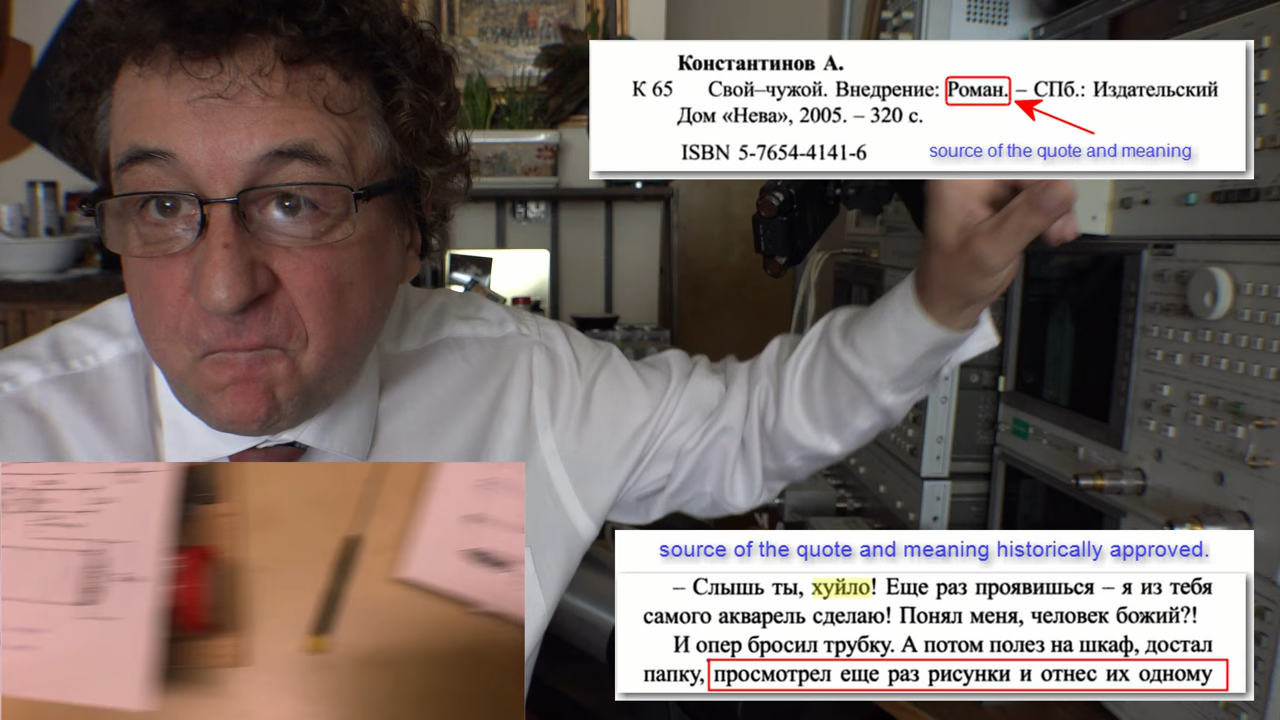 Константинов А.
К 65 Свой–чужой. Внедрение: Роман. – СПб.: Издательский
Дом «Нева», 2005. – 320 с.
ISBN 5-7654-4141-6
source of the quote and meaning
source of the quote and meaning historically approved.
– Слышь ты, хуйло! Еще раз проявишься – я из тебя
самого акварель сделаю! Понял меня, человек божий?!
И опер бросил трубку. А потом полез на шкаф, достал
папку, просмотрел еще раз рисунки и отнес их одному